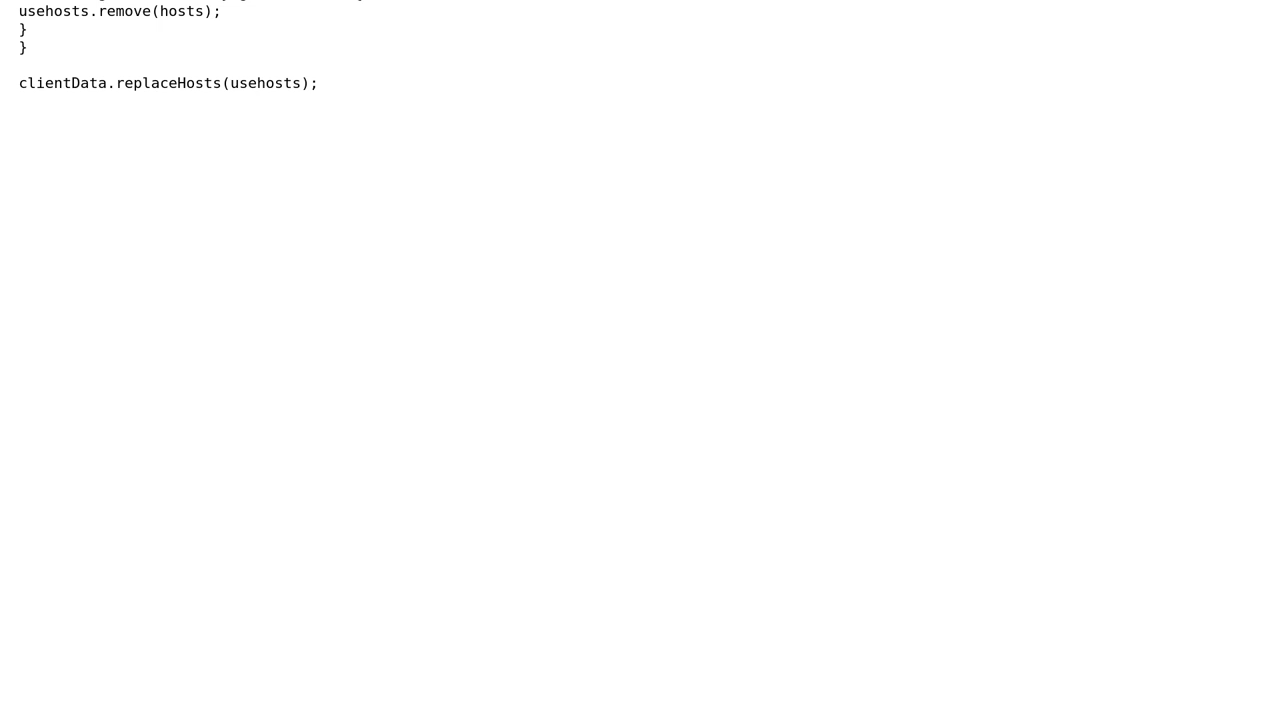 usehosts.remove(hosts);
}
}

clientData.replaceHosts(usehosts);